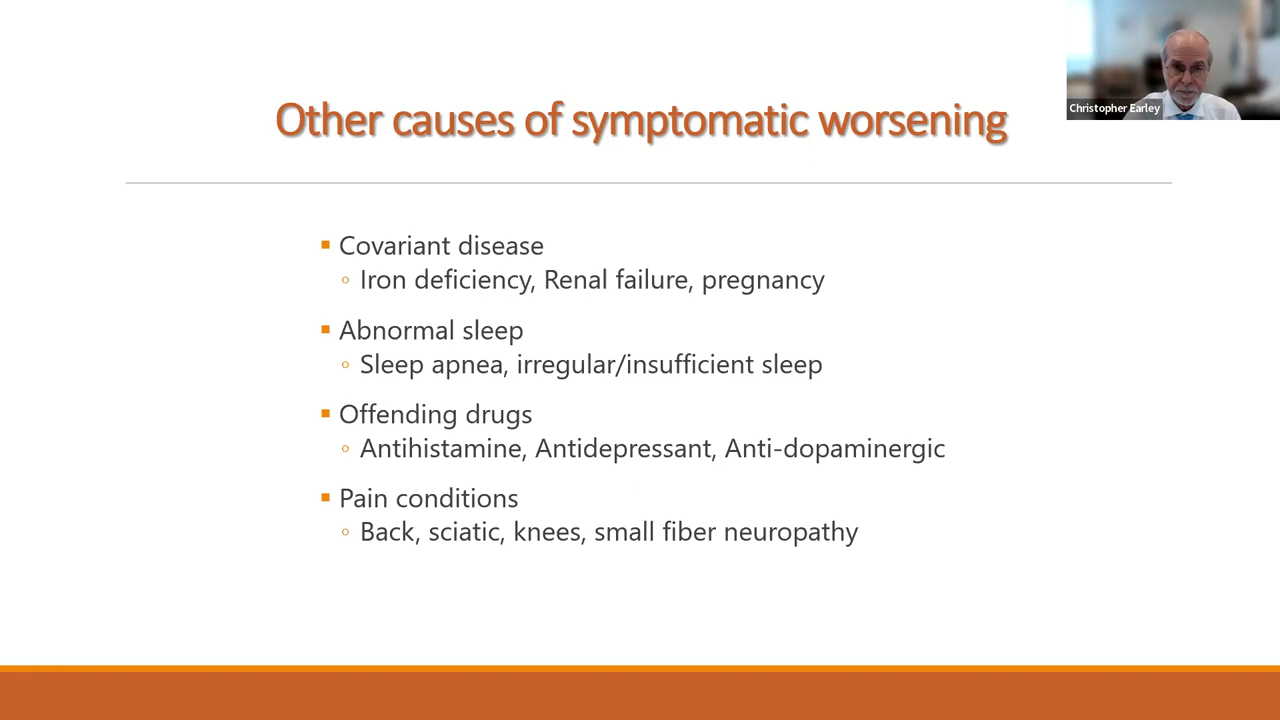 Christopher Earley
Other causes of symptomatic worsening
▪ Covariant disease
◦ Iron deficiency, Renal failure, pregnancy
▪ Abnormal sleep
◦ Sleep apnea, irregular/insufficient sleep
▪ Offending drugs
◦ Antihistamine, Antidepressant, Anti-dopaminergic
▪ Pain conditions
◦ Back, sciatic, knees, small fiber neuropathy